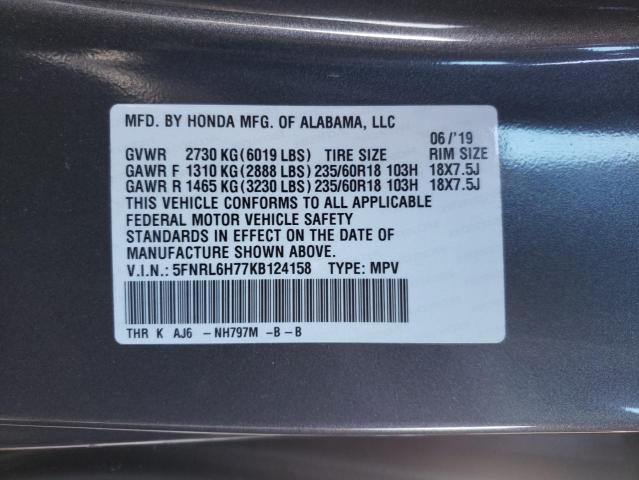 MFD. BY HONDA MFG. OF ALABAMA, LLC
06/'19
GVWR 2730 KG(6019 LBS) TIRE SIZE RIM SIZE
GAWR F 1310 KG(2888 LBS)235/60R18 103H 18X7.5J
GAWR R 1465 KG(3230 LBS)235/60R18 103H 18X7.5J
THIS VEHICLE CONFORMS TO ALL APPLICABLE
FEDERAL MOTOR VEHICLE SAFETY
STANDARDS IN EFFECT ON THE DATE OF
MANUFACTURE SHOWN ABOVE.
V.I.N.: 5FNRL6H77KB124158 TYPE: MPV
THR K AJ6 -NH797M -B-B